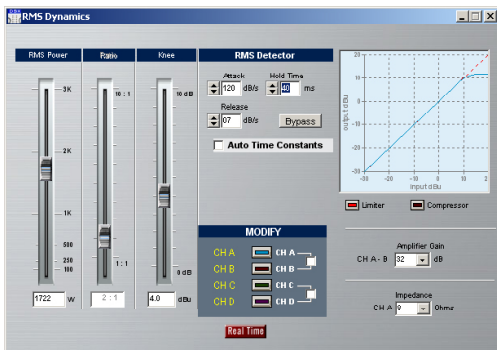 RMS Dynamics
RMS Power
Ratio
Knee
RMS Detector
3K
2K
1K
500
250
100
1722 W
10 : 1
1:1
2 : 1
10 dB
0 dB
4.0 dBu
Attack
Hold Time
120 dB/s
40 ms
Release
07 dB/s
Bypass
Auto Time Constants
MODIFY
CH A
CH A
CH B
CH B
CH C
CH C
CH D
CH D
Real Time
output dBu
20
10
0
-10
-20
-30
-30 -20 -10 0 10 2
input dBu
Limiter
Compressor
Amplifier Gain
CH A - B 32 dB
Impedance
CH A Ohms